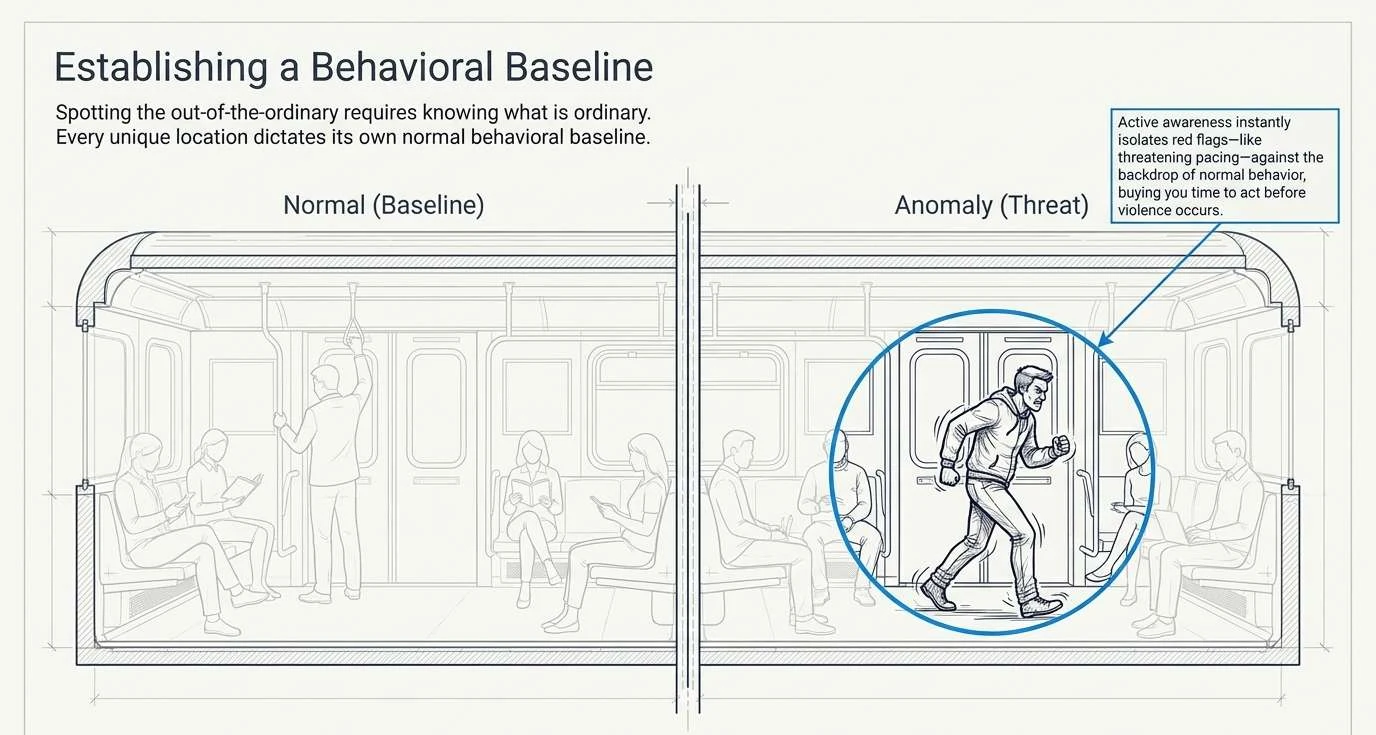 Establishing a Behavioral Baseline
Spotting the out-of-the-ordinary requires knowing what is ordinary.
Every unique location dictates its own normal behavioral baseline.
Normal (Baseline)
Anomaly (Threat)
Active awareness instantly
isolates red flags—like
threatening pacing—against the
backdrop of normal behavior,
buying you time to act before
violence occurs.